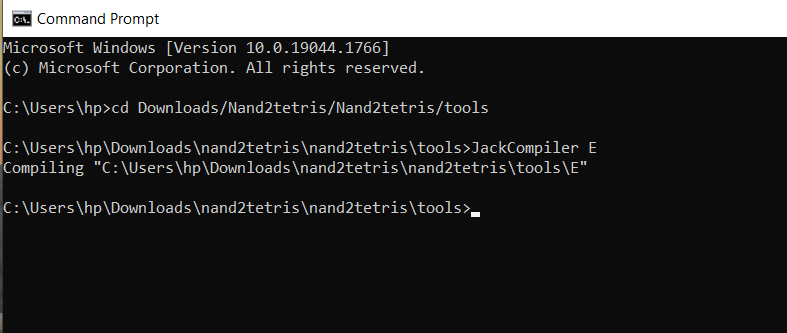 Command Prompt
Microsoft Windows [Version 10.0.19044.1766]
(c) Microsoft Corporation. All rights reserved.
C:\Users\hp>cd Downloads/Nand2tetris/Nand2tetris/tools
C:\Users\hp\Downloads\nand2tetris\nand2tetris\tools>JackCompiler E
Compiling "C:\Users\hp\Downloads\nand2tetris\nand2tetris\tools\E"
C:\Users\hp\Downloads\nand2tetris\nand2tetris\tools>